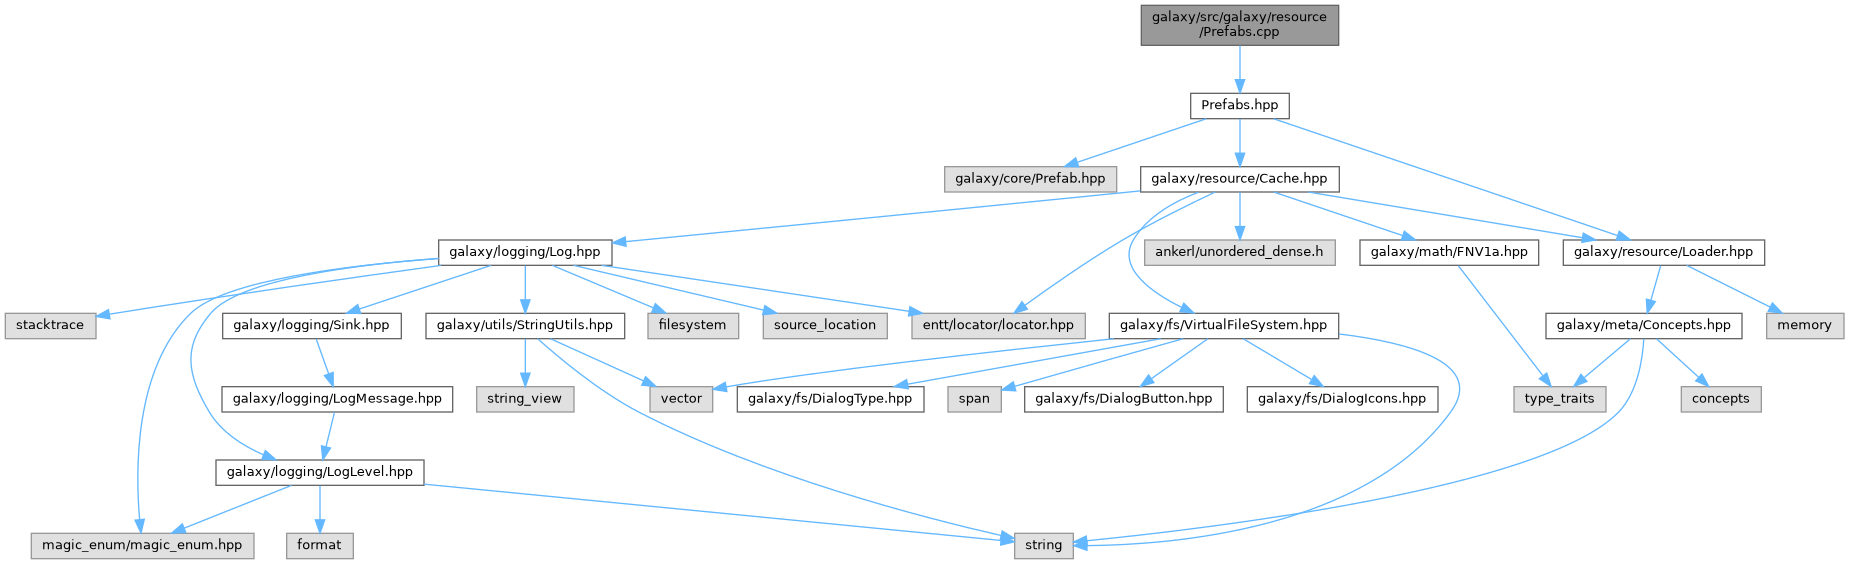 galaxy/src/galaxy/resource
/Prefabs.cpp
Prefabs.hpp
galaxy/core/Prefab.hpp
galaxy/resource/Cache.hpp
galaxy/logging/Log.hpp
ankerl/unordered_dense.h
galaxy/math/FNV1a.hpp
galaxy/resource/Loader.hpp
stacktrace
galaxy/logging/Sink.hpp
galaxy/utils/StringUtils.hpp
filesystem
source_location
entt/locator/locator.hpp
galaxy/fs/VirtualFileSystem.hpp
galaxy/meta/Concepts.hpp
memory
galaxy/logging/LogMessage.hpp
string_view
vector
galaxy/fs/DialogType.hpp
span
galaxy/fs/DialogButton.hpp
galaxy/fs/DialogIcons.hpp
type_traits
concepts
galaxy/logging/LogLevel.hpp
magic_enum/magic_enum.hpp
format
string